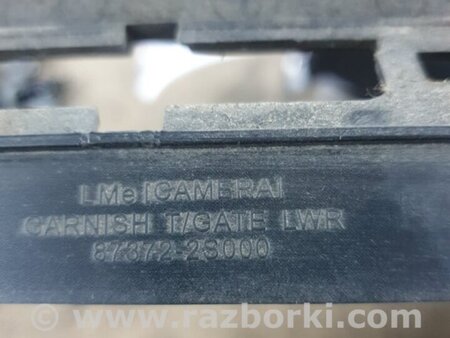 LMe [CAMERA]
GARNISH T/GATE LWR
87372-2S000
www.razborki.com